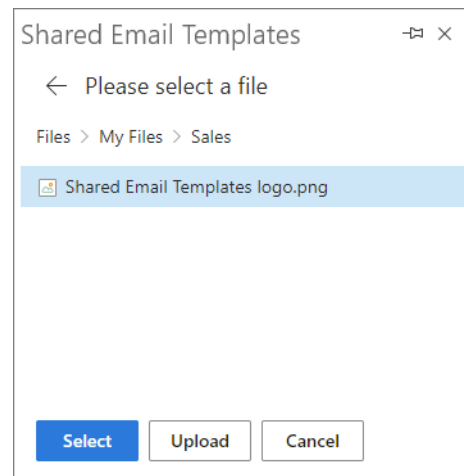 Shared Email Templates
Please select a file
Files > My Files > Sales
Shared Email Templates logo.png
Select Upload Cancel